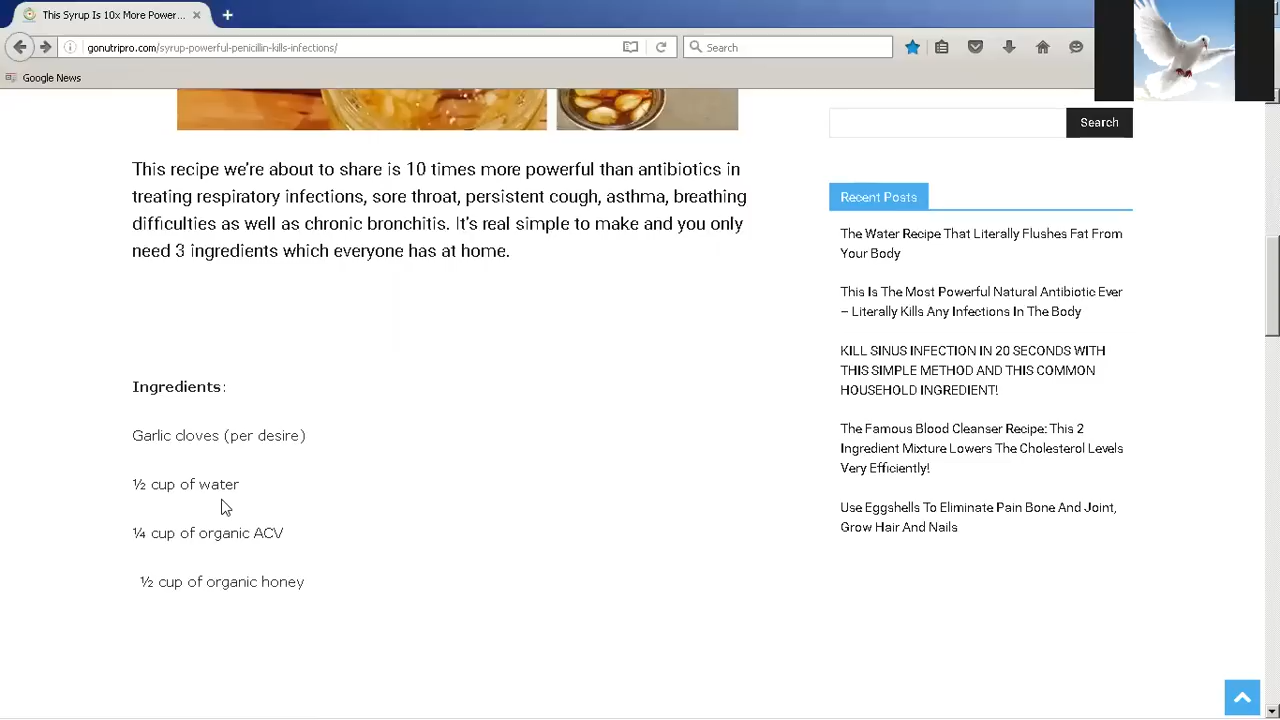 This Syrup Is 10x More Power...
gonutripro.com/syrup-powerful-penicillin-kills-infections/
Search
Google News
Search
This recipe we're about to share is 10 times more powerful than antibiotics in
treating respiratory infections, sore throat, persistent cough, asthma, breathing
difficulties as well as chronic bronchitis. It's real simple to make and you only
need 3 ingredients which everyone has at home.
Ingredients:
Garlic cloves (per desire)
½ cup of water
¼ cup of organic ACV
½ cup of organic honey
Recent Posts
The Water Recipe That Literally Flushes Fat From
Your Body
This Is The Most Powerful Natural Antibiotic Ever
– Literally Kills Any Infections In The Body
KILL SINUS INFECTION IN 20 SECONDS WITH
THIS SIMPLE METHOD AND THIS COMMON
HOUSEHOLD INGREDIENT!
The Famous Blood Cleanser Recipe: This 2
Ingredient Mixture Lowers The Cholesterol Levels
Very Efficiently!
Use Eggshells To Eliminate Pain Bone And Joint,
Grow Hair And Nails